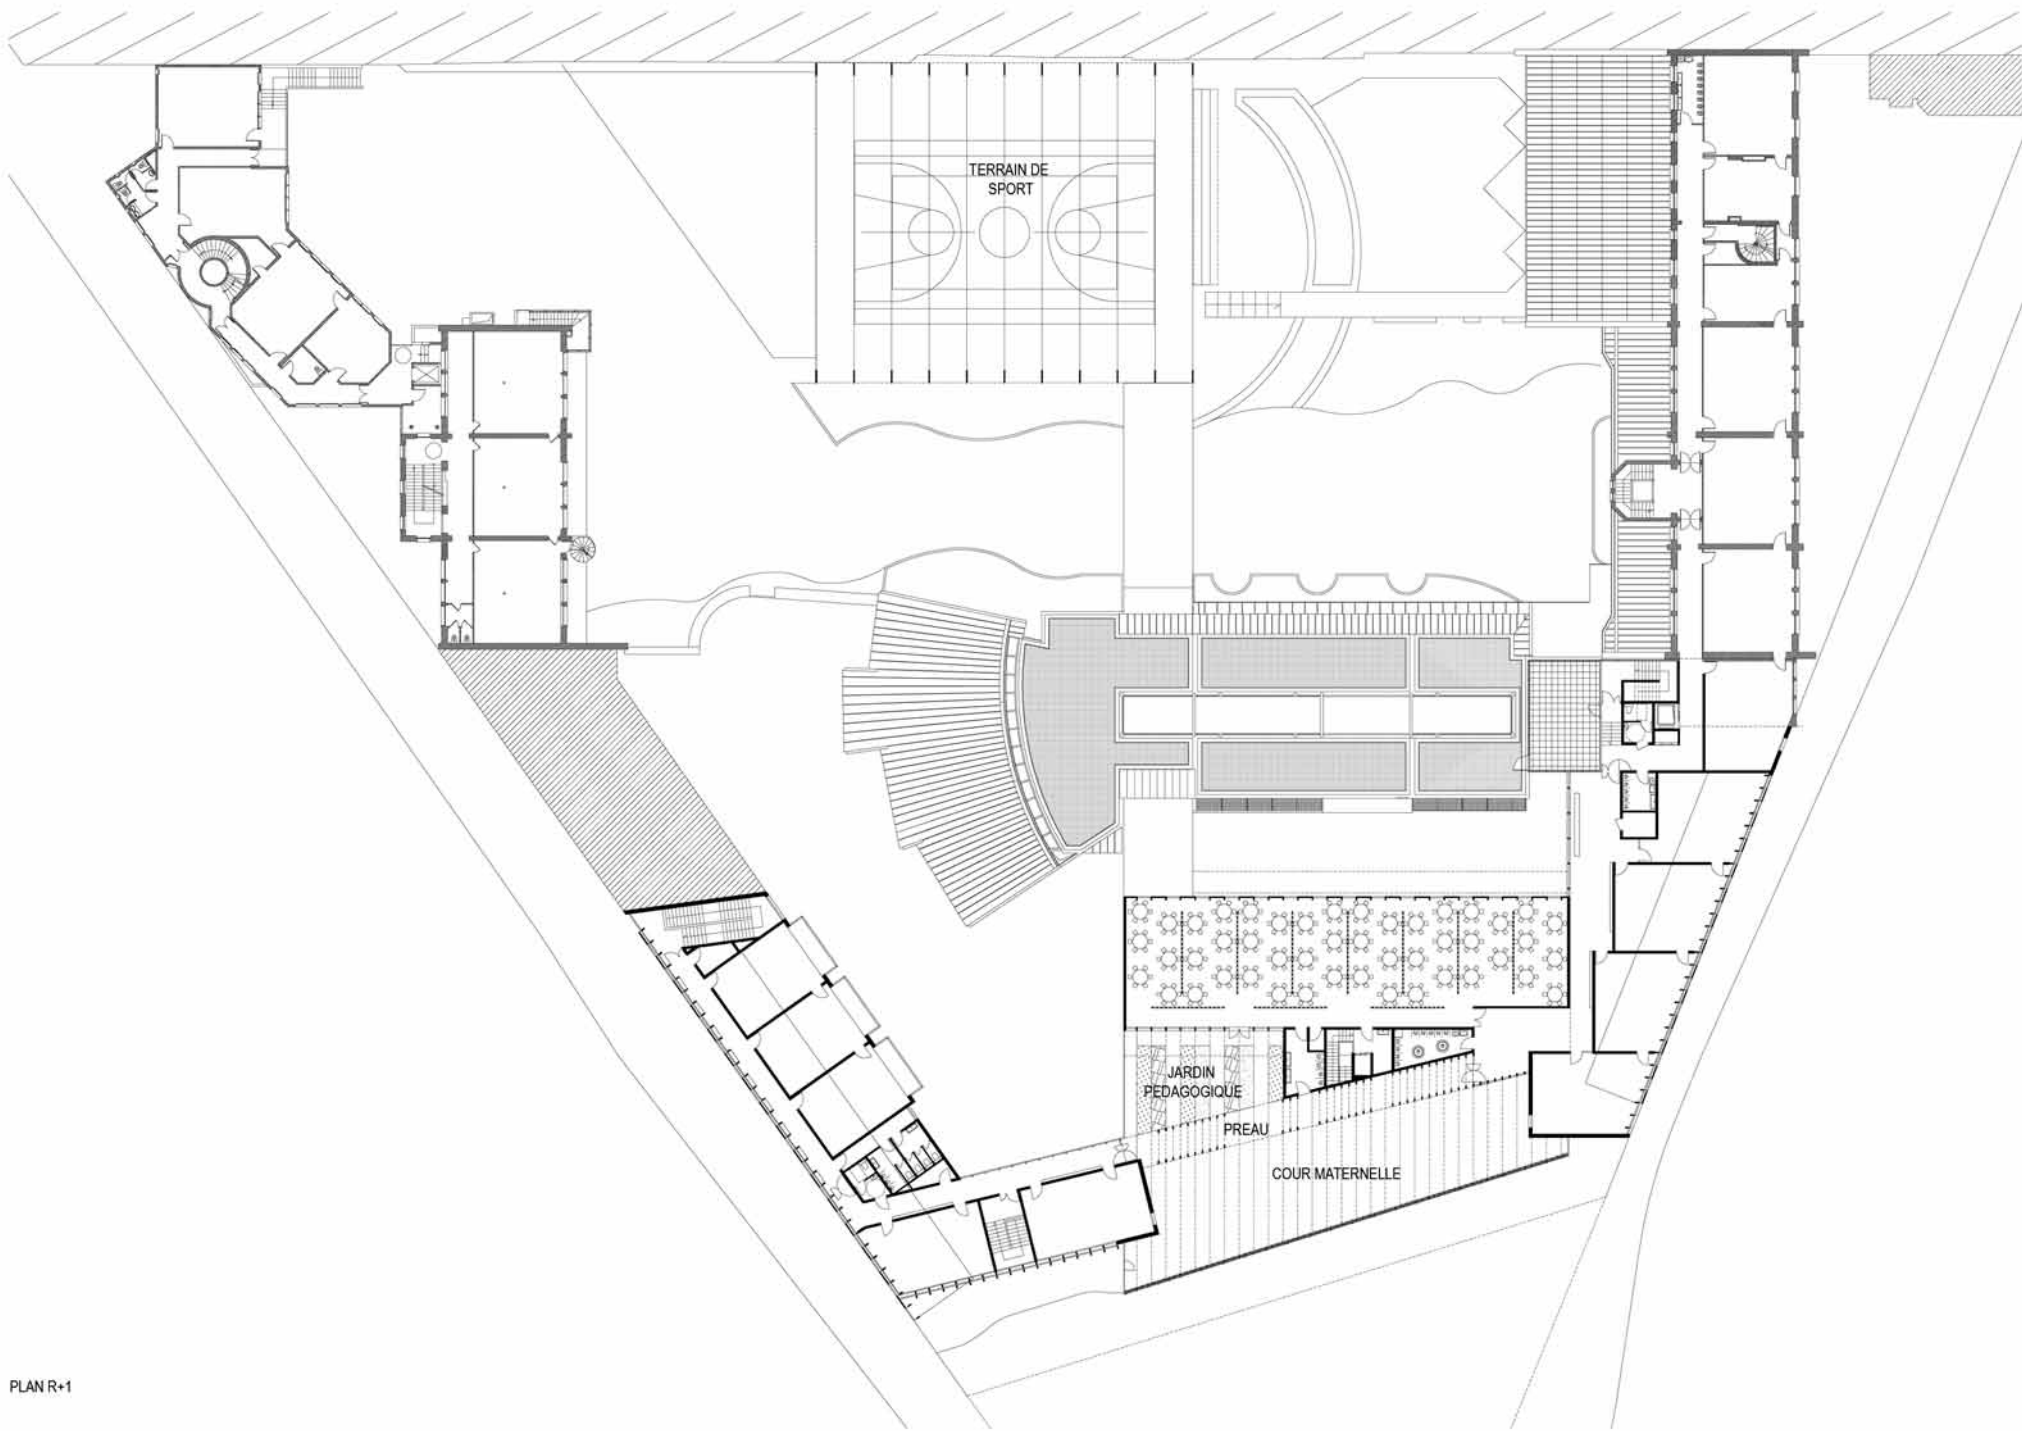 TERRAIN DE
SPORT
JARDIN
PEDAGOGIQUE
PREAU
COUR MATERNELLE
PLAN R+1